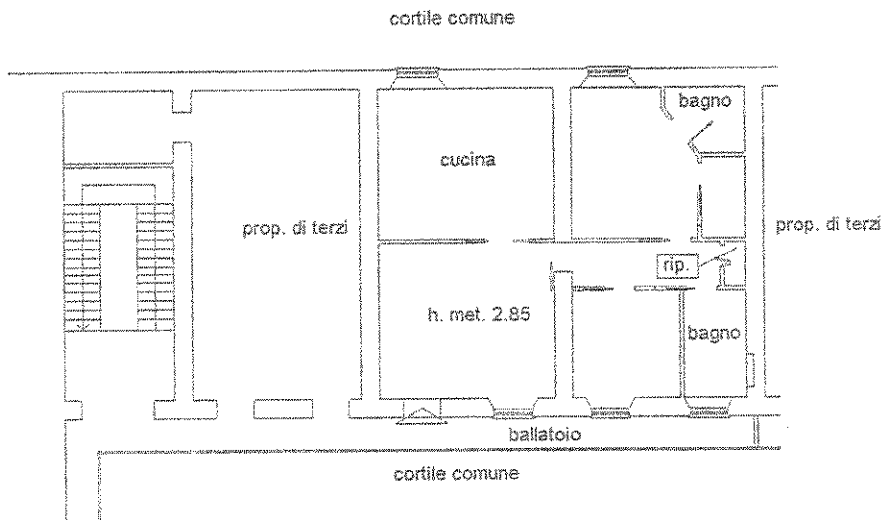 cortile comune
bagno
cucina
prop. di terzi
prop. di terzi
rip.
h. met. 2.85
bagno
ballatoio
cortile comune